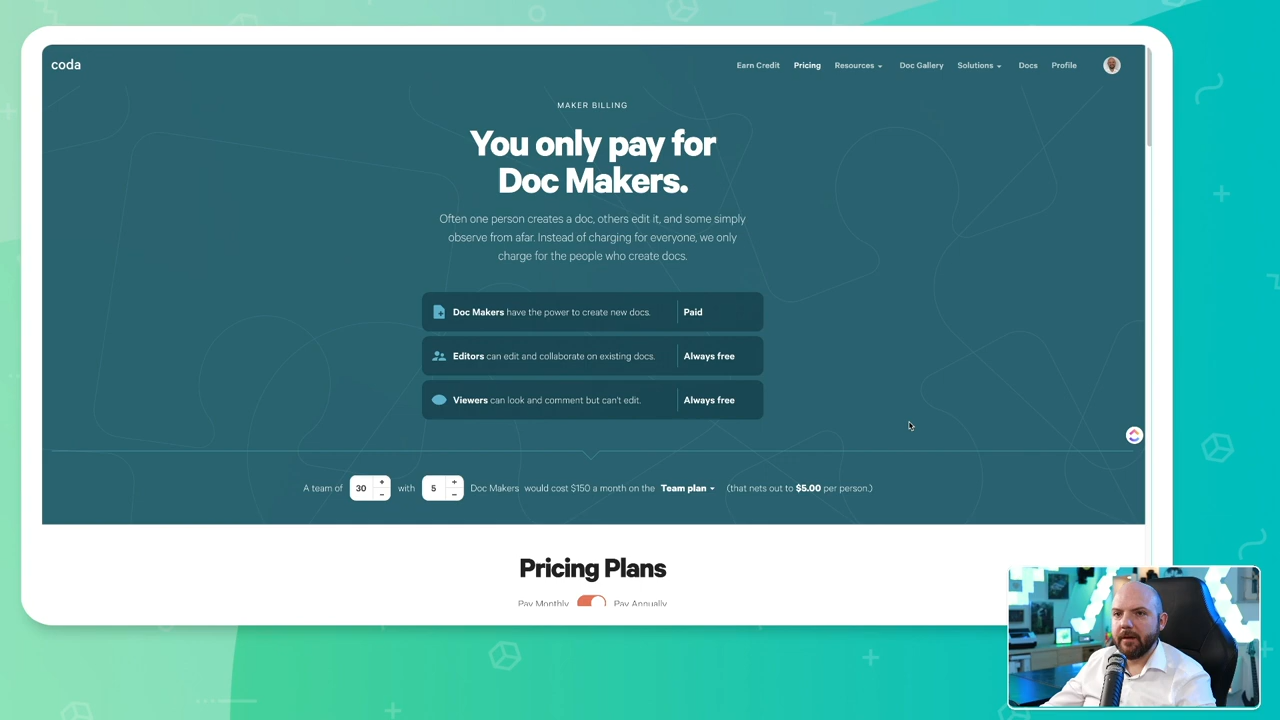 coda
Earn Credit Pricing Resources Doc Gallery Solutions Docs Profile
MAKER BILLING
You only pay for
Doc Makers.
Often one person creates a doc, others edit it, and some simply
observe from afar. Instead of charging for everyone, we only
charge for the people who create docs.
Doc Makers have the power to create new docs. Paid
Editors can edit and collaborate on existing docs. Always free
Viewers can look and comment but can't edit. Always free
A team of 30 + − with 5 + − Doc Makers would cost $150 a month on the Team plan (that nets out to $5.00 per person.)
Pricing Plans
Pay Monthly Pay Annually